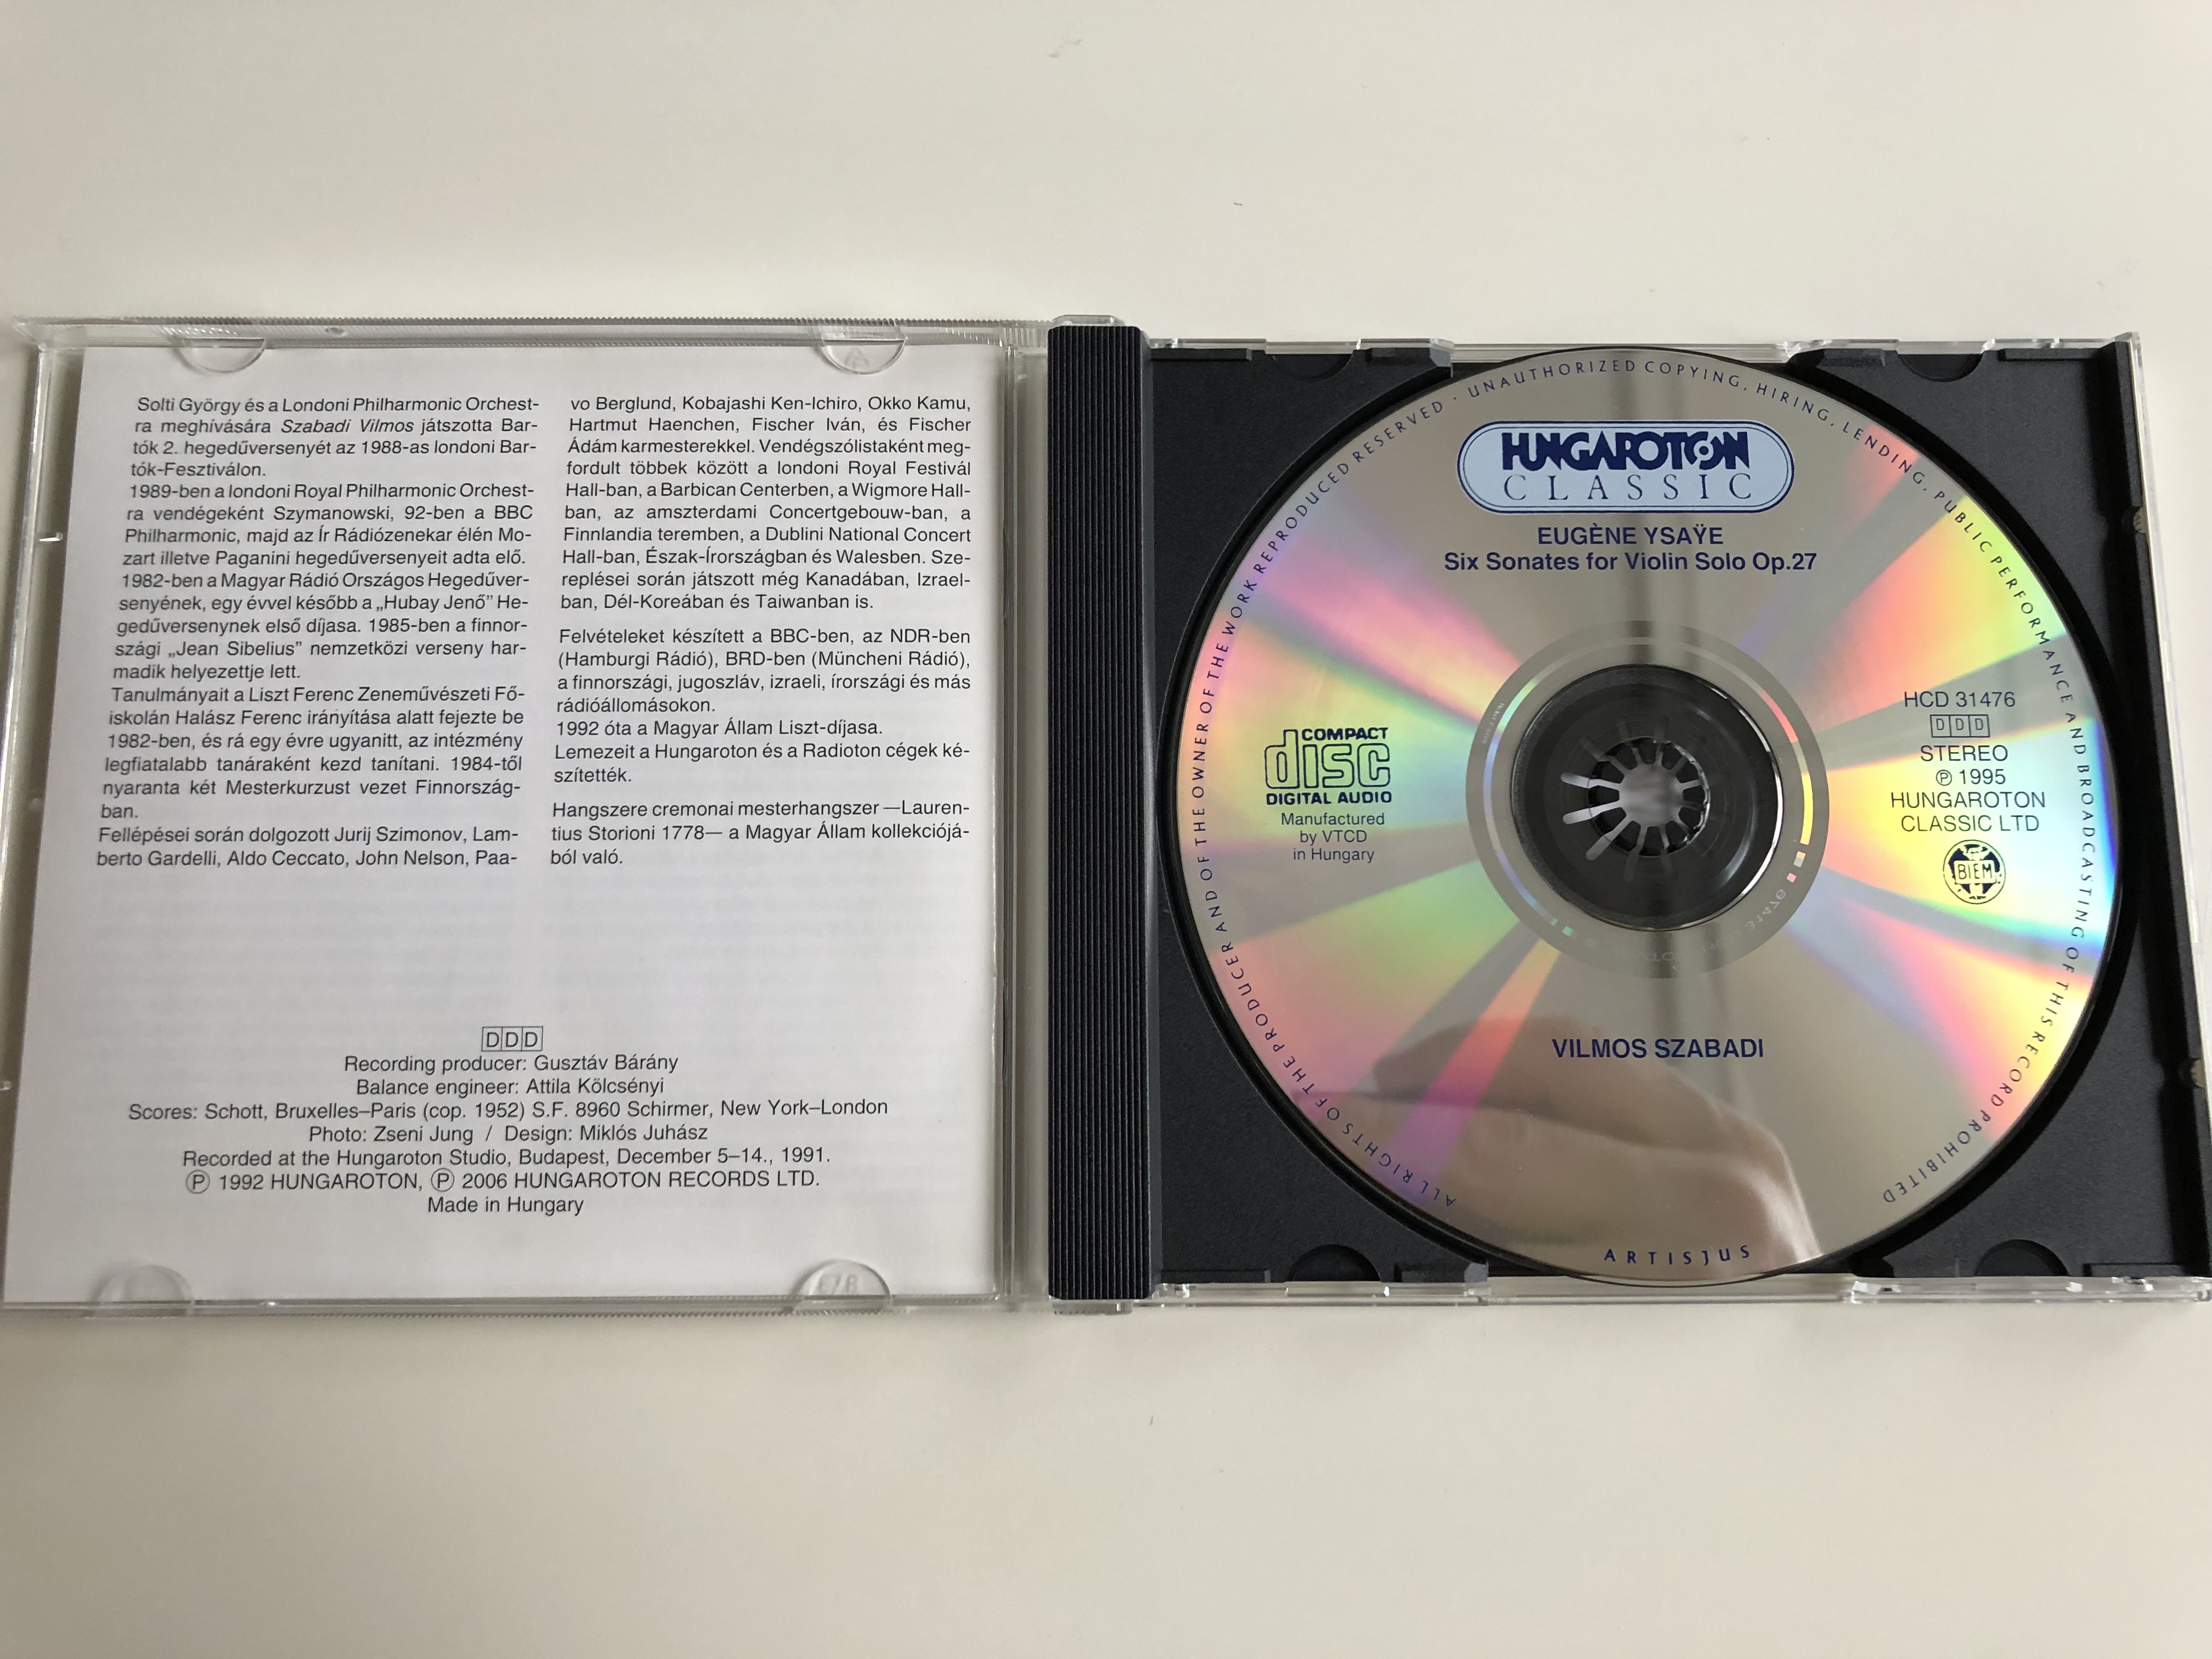 Solti György és a Londoni Philharmonic Orchest-
ra meghívására Szabadi Vilmos játszotta Bar-
tók 2. hegedűversenyét az 1988-as londoni Bar-
tók-Fesztiválon.
1989-ben a londoni Royal Philharmonic Orchest-
ra vendégeként Szymanowski, 92-ben a BBC
Philharmonic, majd az Ír Rádiózenekar élén Mo-
zart illetve Paganini hegedűversenyeit adta elő.
1982-ben a Magyar Rádió Országos Hegedűver-
senyének, egy évvel később a „Hubay Jenő” He-
gedűversenynek első díjasa. 1985-ben a finnor-
szági „Jean Sibelius” nemzetközi verseny har-
madik helyezettje lett.
Tanulmányait a Liszt Ferenc Zeneművészeti Fő-
iskolán Halász Ferenc irányítása alatt fejezte be
1982-ben, és rá egy évre ugyanitt, az intézmény
legfiatalabb tanáraként kezd tanítani. 1984-től
nyaranta két Mesterkurzust vezet Finnország-
ban.
Fellépései során dolgozott Jurij Szimonov, Lam-
berto Gardelli, Aldo Ceccato, John Nelson, Paa-
vo Berglund, Kobajashi Ken-Ichiro, Okko Kamu,
Hartmut Haenchen, Fischer Iván, és Fischer
Ádám karmesterekkel. Vendégszólistaként meg-
fordult többek között a londoni Royal Festivál
Hall-ban, a Barbican Centerben, a Wigmore Hall-
ban, az amszterdami Concertgebouw-ban, a
Finnlandia teremben, a Dublini National Concert
Hall-ban, Észak-Írországban és Walesben. Sze-
replései során játszott még Kanadában, Izrael-
ban, Dél-Koreában és Taiwanban is.
Felvételeket készített a BBC-ben, az NDR-ben
(Hamburgi Rádió), BRD-ben (Müncheni Rádió),
a finnországi, jugoszláv, izraeli, írországi és más
rádióállomásokon.
1992 óta a Magyar Állam Liszt-díjasa.
Lemezeit a Hungaroton és a Radioton cégek ké-
szítették.
Hangszere cremonai mesterhangszer —Lauren-
tius Storioni 1778— a Magyar Állam kollekciójá-
ból való.
DDD
Recording producer: Gusztáv Bárány
Balance engineer: Attila Kölcsényi
Scores: Schott, Bruxelles–Paris (cop. 1952) S.F. 8960 Schirmer, New York–London
Photo: Zseni Jung / Design: Miklós Juhász
Recorded at the Hungaroton Studio, Budapest, December 5–14., 1991.
Ⓟ 1992 HUNGAROTON, Ⓟ 2006 HUNGAROTON RECORDS LTD.
Made in Hungary
ALL RIGHTS OF THE PRODUCER AND OF THE OWNER OF THE WORK REPRODUCED RESERVED · UNAUTHORIZED COPYING, HIRING, LENDING, PUBLIC PERFORMANCE AND BROADCASTING OF THIS RECORD PROHIBITED
HUNGAROTON
CLASSIC
EUGÈNE YSAŸE
Six Sonates for Violin Solo Op.27
COMPACT
disc
DIGITAL AUDIO
Manufactured
by VTCD
in Hungary
HCD 31476
DDD
STEREO
Ⓟ 1995
HUNGAROTON
CLASSIC LTD
BIEM
VILMOS SZABADI
ARTISJUS